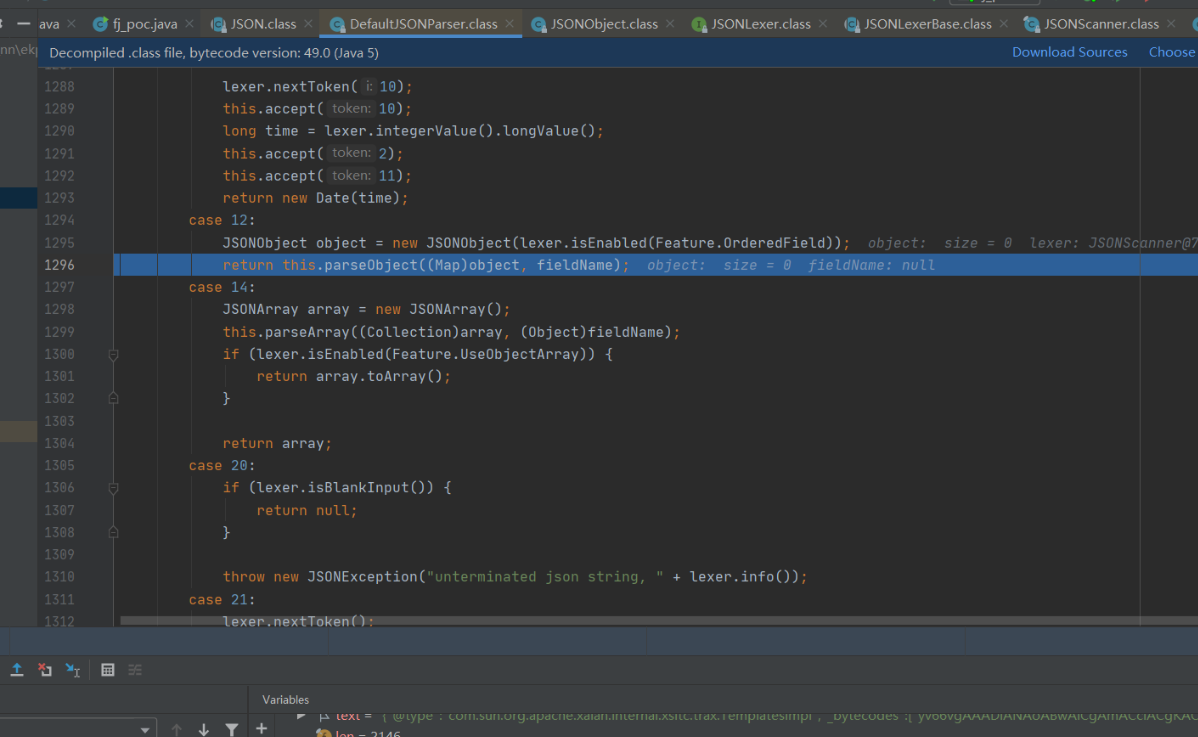 ava fj_poc.java JSON.class DefaultJSONParser.class JSONObject.class JSONLexer.class JSONLexerBase.class JSONScanner.class
Decompiled .class file, bytecode version: 49.0 (Java 5) Download Sources Choose
1288 lexer.nextToken( i: 10);
1289 this.accept( token: 10);
1290 long time = lexer.integerValue().longValue();
1291 this.accept( token: 2);
1292 this.accept( token: 11);
1293 return new Date(time);
1294 case 12:
1295 JSONObject object = new JSONObject(lexer.isEnabled(Feature.OrderedField)); object: size = 0 lexer: JSONScanner@7
1296 return this.parseObject((Map)object, fieldName); object: size = 0 fieldName: null
1297 case 14:
1298 JSONArray array = new JSONArray();
1299 this.parseArray((Collection)array, (Object)fieldName);
1300 if (lexer.isEnabled(Feature.UseObjectArray)) {
1301 return array.toArray();
1302 }
1303
1304 return array;
1305 case 20:
1306 if (lexer.isBlankInput()) {
1307 return null;
1308 }
1309
1310 throw new JSONException("unterminated json string, " + lexer.info());
1311 case 21:
1312 lexer.nextToken();
Variables
text = "{"@type":"com.sun.org.apache.xalan.internal.xsltc.trax.TemplatesImpl","_bytecodes":["
len = 2146